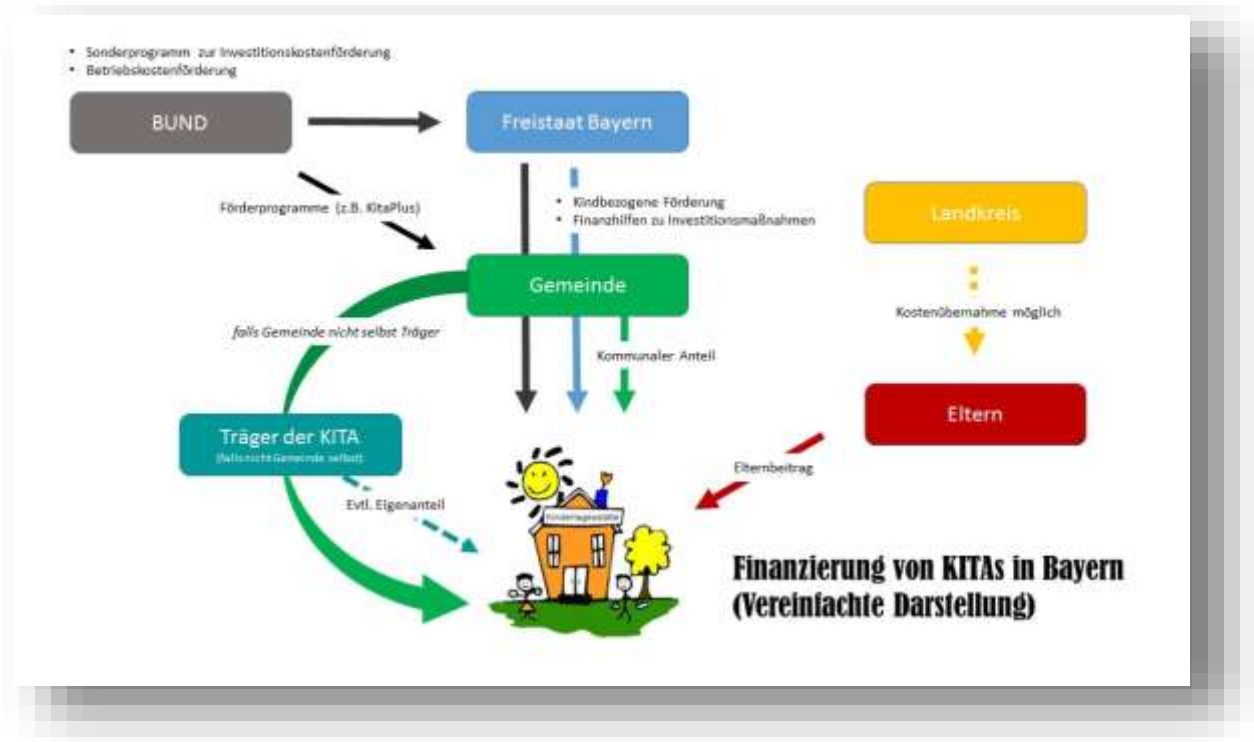 • Sonderprogramm zur Investitionskostenförderung
• Betriebskostenförderung
BUND
Freistaat Bayern
Förderprogramme (z.B. KitaPlus)
• Kindbezogene Förderung
• Finanzhilfen zu Investitionsmaßnahmen
Landkreis
Gemeinde
Kostenübernahme möglich
falls Gemeinde nicht selbst Träger
Kommunaler Anteil
Eltern
Träger der KITA
(falls nicht Gemeinde selbst)
Elternbeitrag
Evtl. Eigenanteil
Kindertagesstätte
Finanzierung von KITAs in Bayern
(Vereinfachte Darstellung)